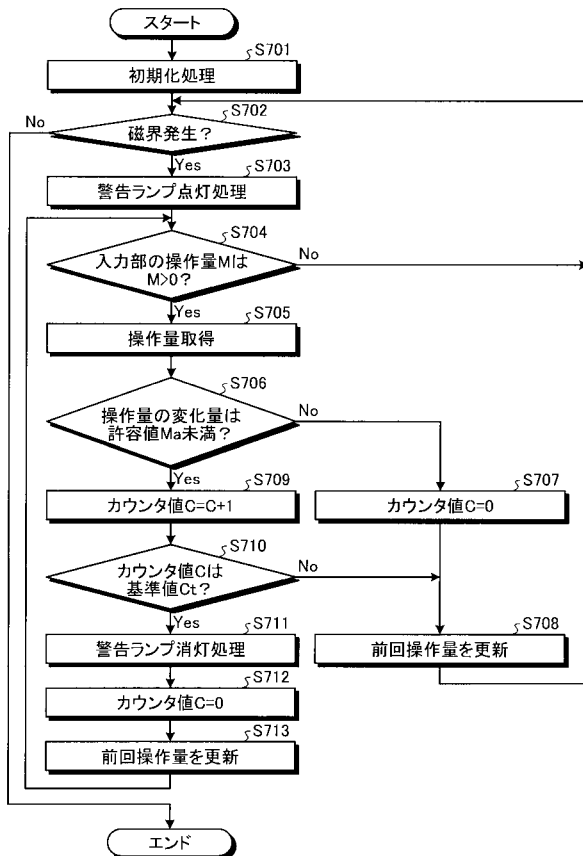 スタート
S701
初期化処理
S702
No
磁界発生？
Yes
S703
警告ランプ点灯処理
S704
入力部の操作量Mは
M>0？
No
Yes
S705
操作量取得
S706
操作量の変化量は
許容値Ma未満？
No
Yes
S709
カウンタ値C=C+1
S707
カウンタ値C=0
S710
カウンタ値Cは
基準値Ct？
No
Yes
S711
警告ランプ消灯処理
S708
前回操作量を更新
S712
カウンタ値C=0
S713
前回操作量を更新
エンド